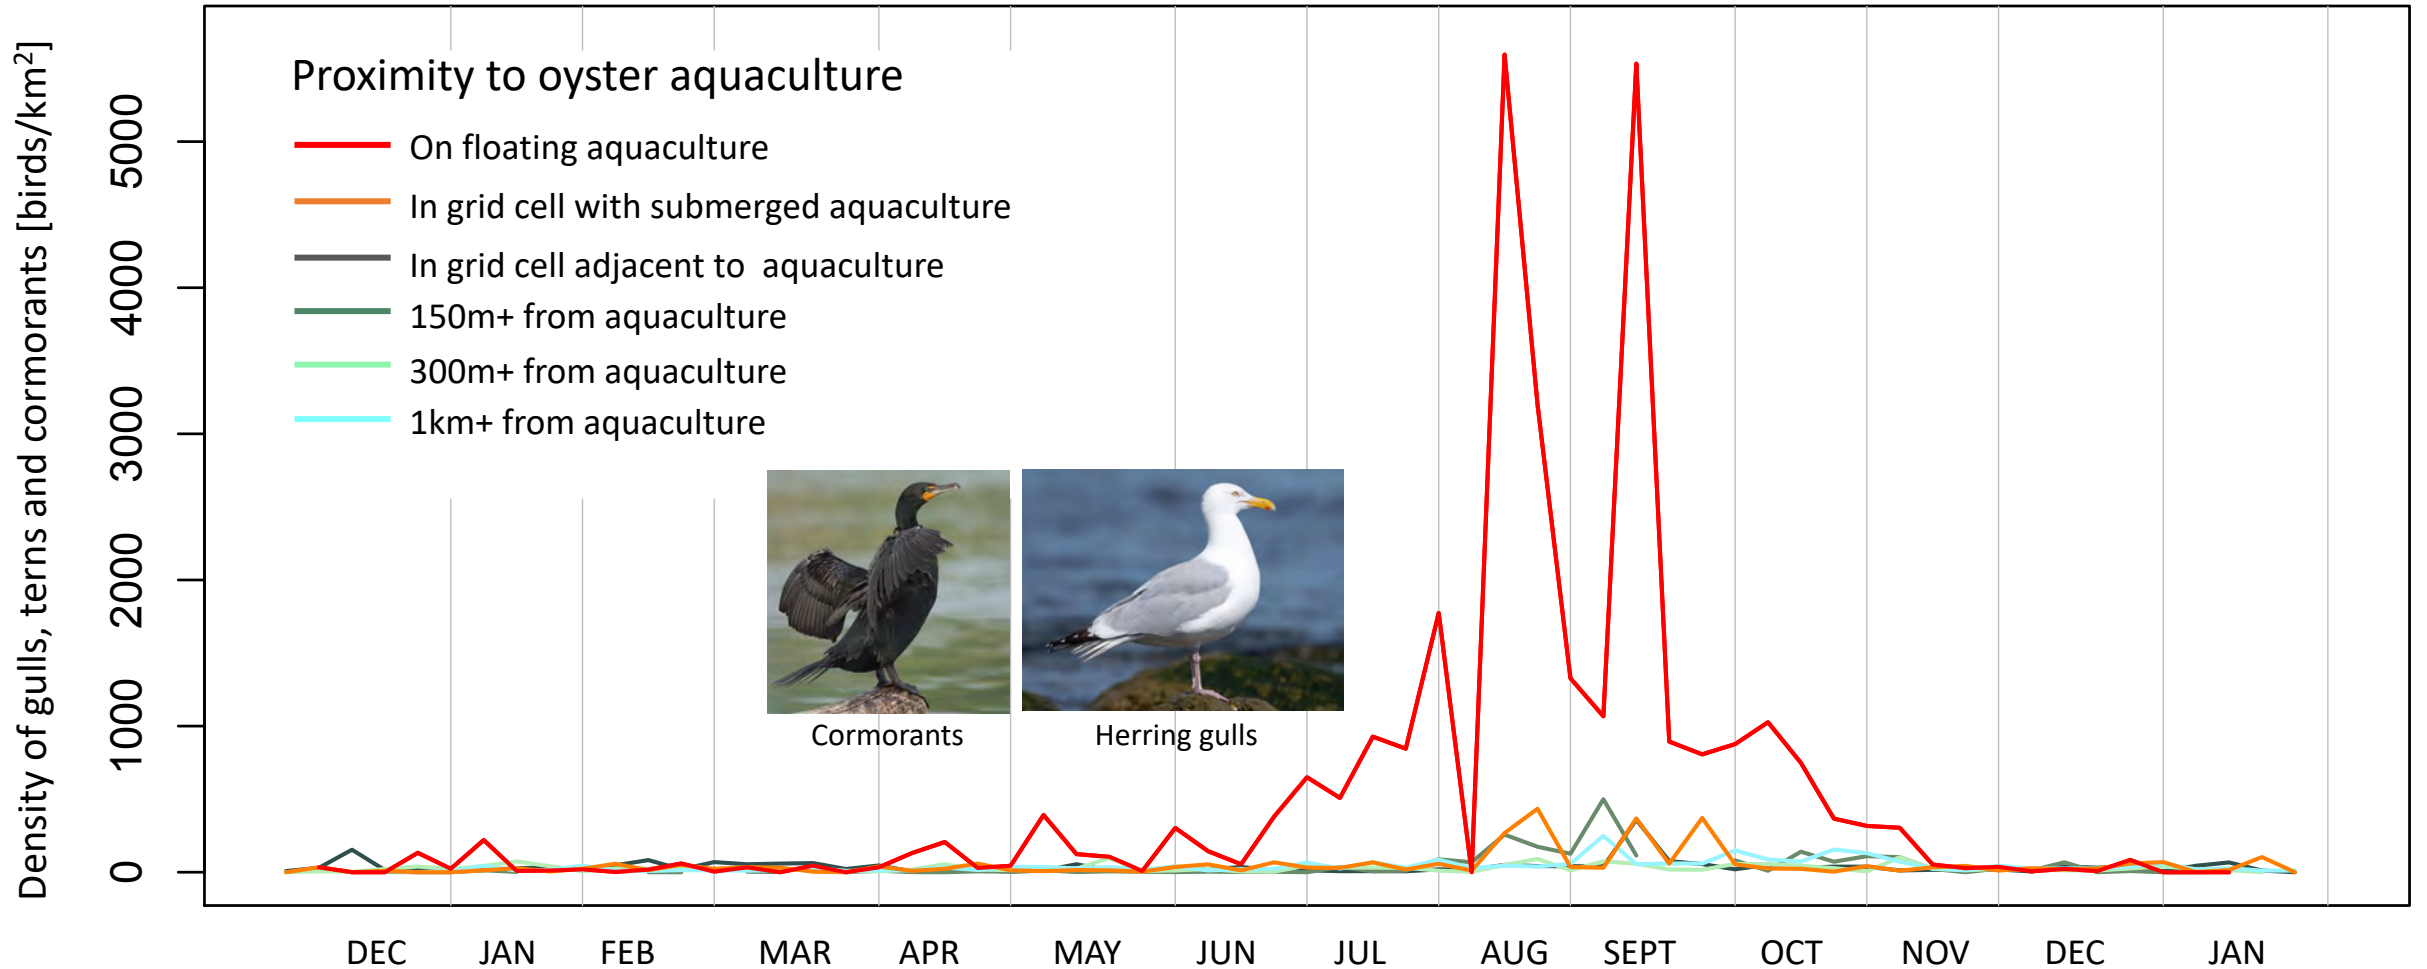 Density of gulls, terns and cormorants [birds/km²]
5000
4000
3000
2000
1000
0
Proximity to oyster aquaculture
On floating aquaculture
In grid cell with submerged aquaculture
In grid cell adjacent to  aquaculture
150m+ from aquaculture
300m+ from aquaculture
1km+ from aquaculture
Cormorants Herring gulls
DEC JAN FEB MAR APR MAY JUN JUL AUG SEPT OCT NOV DEC JAN